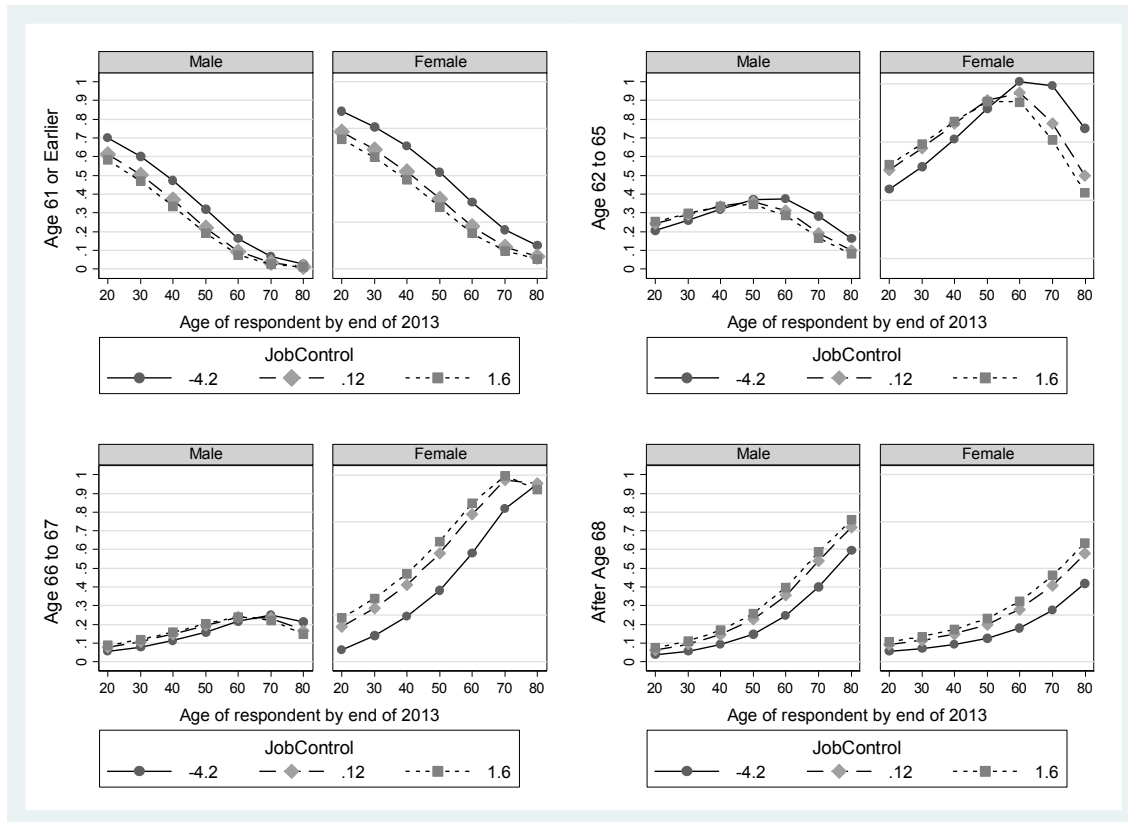 Male Female
Age 61 or Earlier
1
.9
.8
.7
.6
.5
.4
.3
.2
.1
0
20 30 40 50 60 70 80 20 30 40 50 60 70 80
Age of respondent by end of 2013
JobControl
-4.2 .12 1.6
Male Female
Age 62 to 65
1
.9
.8
.7
.6
.5
.4
.3
.2
.1
0
20 30 40 50 60 70 80 20 30 40 50 60 70 80
Age of respondent by end of 2013
JobControl
-4.2 .12 1.6
Male Female
Age 66 to 67
1
.9
.8
.7
.6
.5
.4
.3
.2
.1
0
20 30 40 50 60 70 80 20 30 40 50 60 70 80
Age of respondent by end of 2013
JobControl
-4.2 .12 1.6
Male Female
After Age 68
1
.9
.8
.7
.6
.5
.4
.3
.2
.1
0
20 30 40 50 60 70 80 20 30 40 50 60 70 80
Age of respondent by end of 2013
JobControl
-4.2 .12 1.6